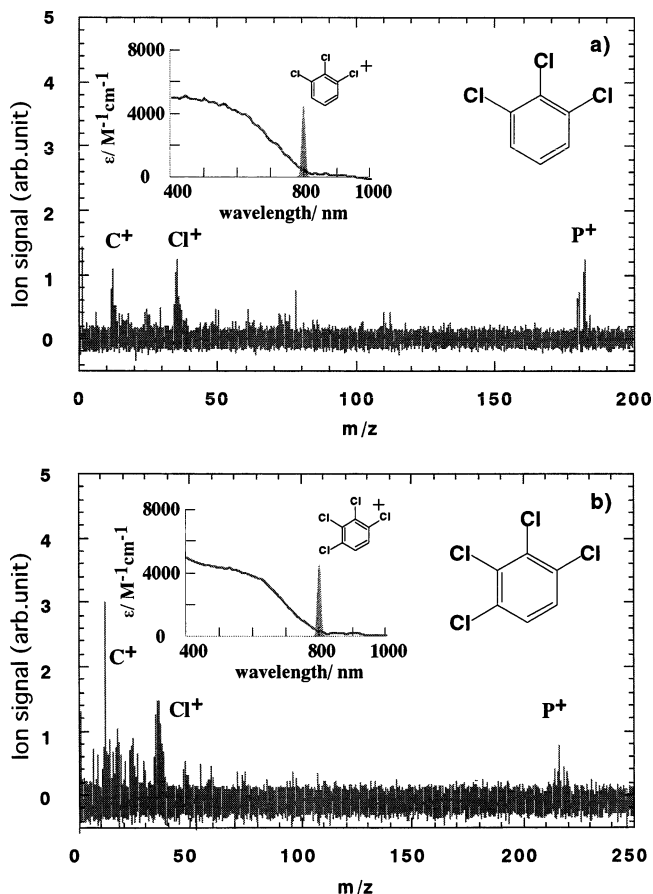 a)
5
4
3
2
1
0
Ion signal (arb.unit)
8000
4000
0
ε/ M-1cm-1
400
600
800
1000
wavelength/ nm
Cl
Cl
Cl
+
Cl
Cl
Cl
C+
Cl+
P+
0
50
100
150
200
m/z
b)
5
4
3
2
1
0
Ion signal (arb.unit)
8000
4000
0
ε/ M-1cm-1
400
600
800
1000
wavelength/ nm
Cl
Cl
Cl
Cl
+
Cl
Cl
Cl
Cl
C+
Cl+
P+
0
50
100
150
200
250
m/z